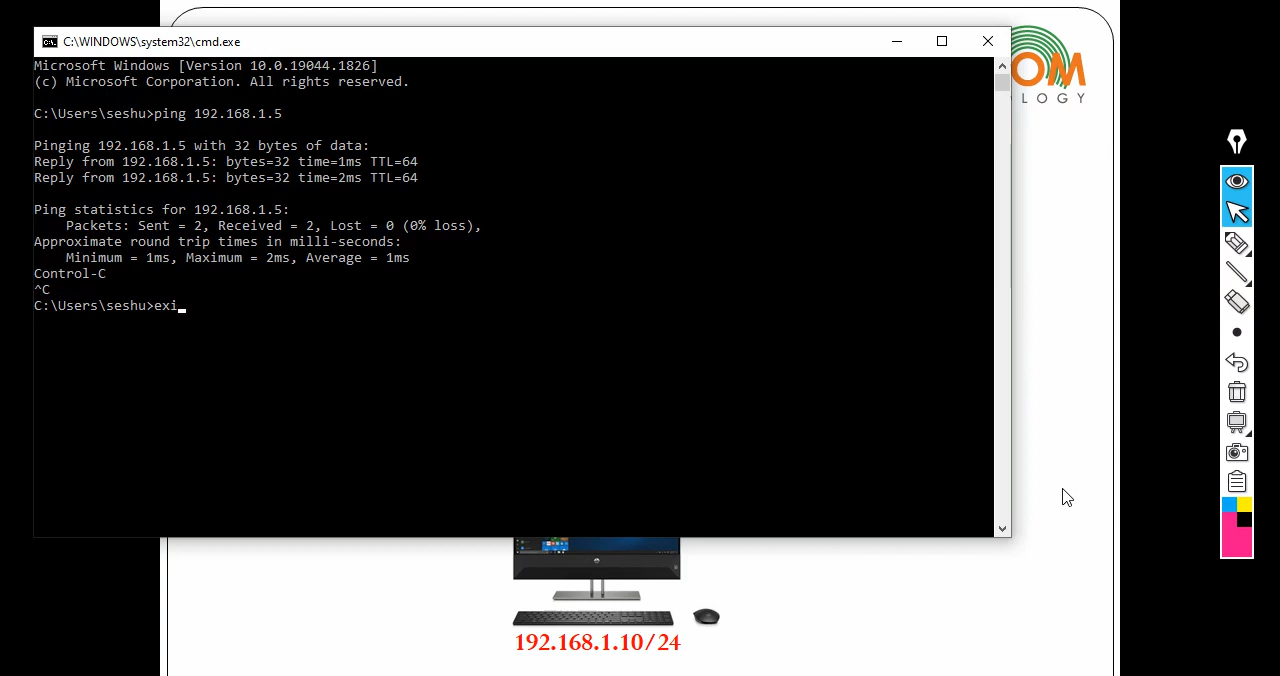 C:\WINDOWS\system32\cmd.exe
Microsoft Windows [Version 10.0.19044.1826]
(c) Microsoft Corporation. All rights reserved.
C:\Users\seshu>ping 192.168.1.5
Pinging 192.168.1.5 with 32 bytes of data:
Reply from 192.168.1.5: bytes=32 time=1ms TTL=64
Reply from 192.168.1.5: bytes=32 time=2ms TTL=64
Ping statistics for 192.168.1.5:
Packets: Sent = 2, Received = 2, Lost = 0 (0% loss),
Approximate round trip times in milli-seconds:
Minimum = 1ms, Maximum = 2ms, Average = 1ms
Control-C
^C
C:\Users\seshu>exi
OM
LOGY
192.168.1.10/24